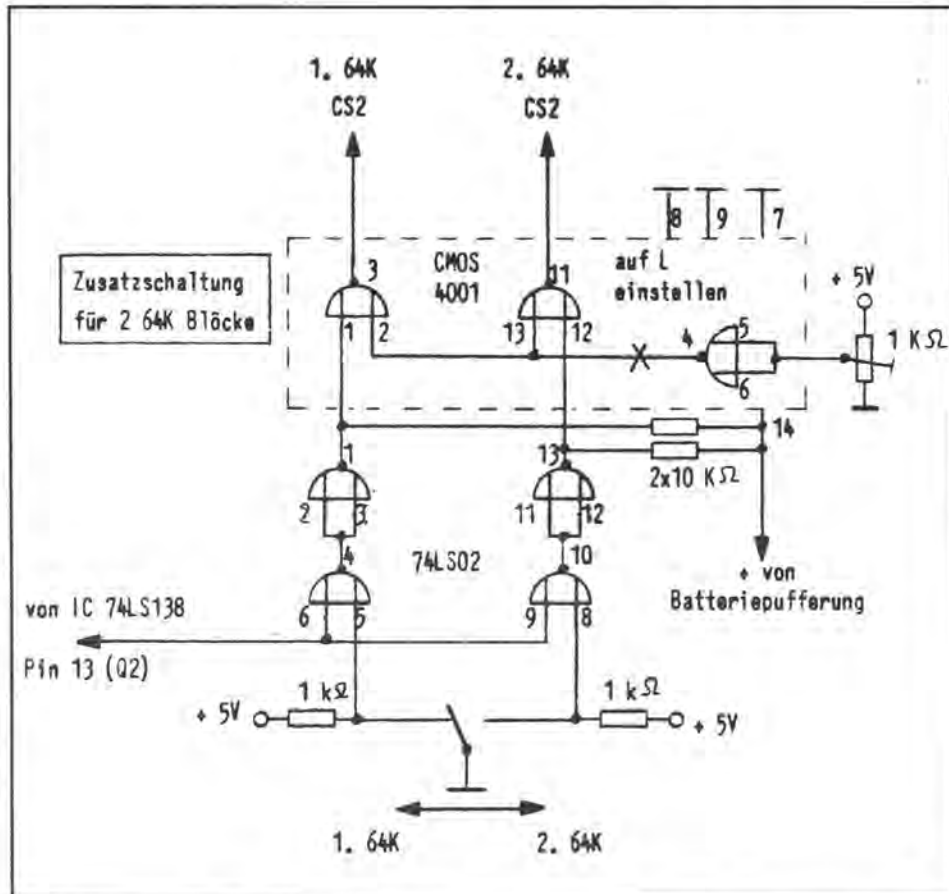 1. 64K
CS2
2. 64K
CS2
8 9 7
Zusatzschaltung
für 2 64K Blöcke
CMOS
4001
auf L
einstellen
+ 5V
3
11
1 2
13 12
4
5
6
1 KΩ
14
2x10 KΩ
1
13
2 3
11 12
4
10
74LS02
+ von
Batteriepufferung
von IC 74LS138
6 5
9 8
Pin 13 (Q2)
1 kΩ
1 kΩ
+ 5V
+ 5V
1. 64K
2. 64K